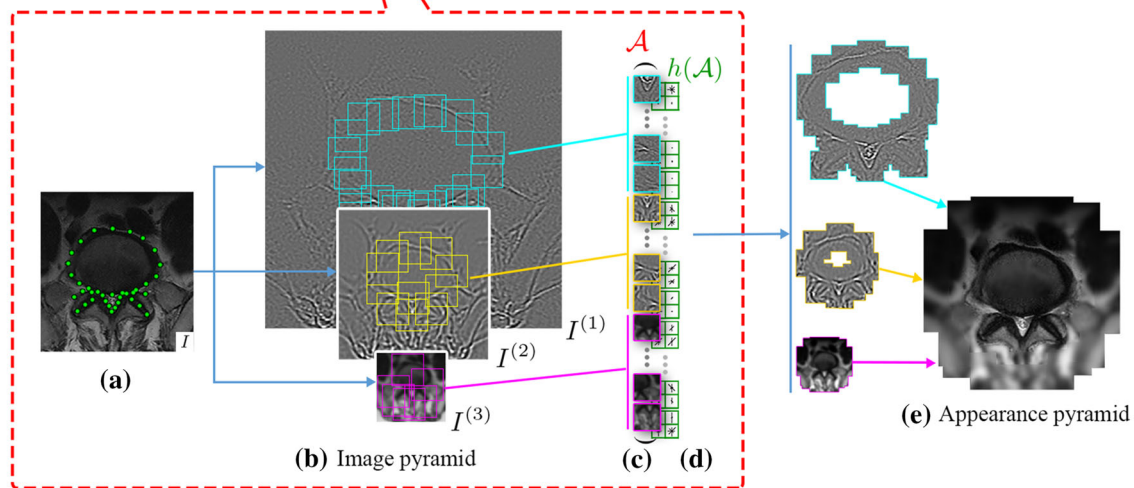 𝒜
h(𝒜)
I
(a)
I^(1)
I^(2)
I^(3)
(b) Image pyramid
(c)
(d)
(e) Appearance pyramid